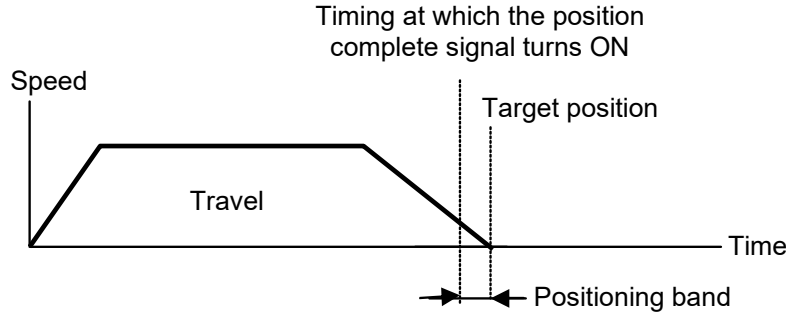 Timing at which the position
complete signal turns ON
Speed
Target position
Travel
Time
Positioning band